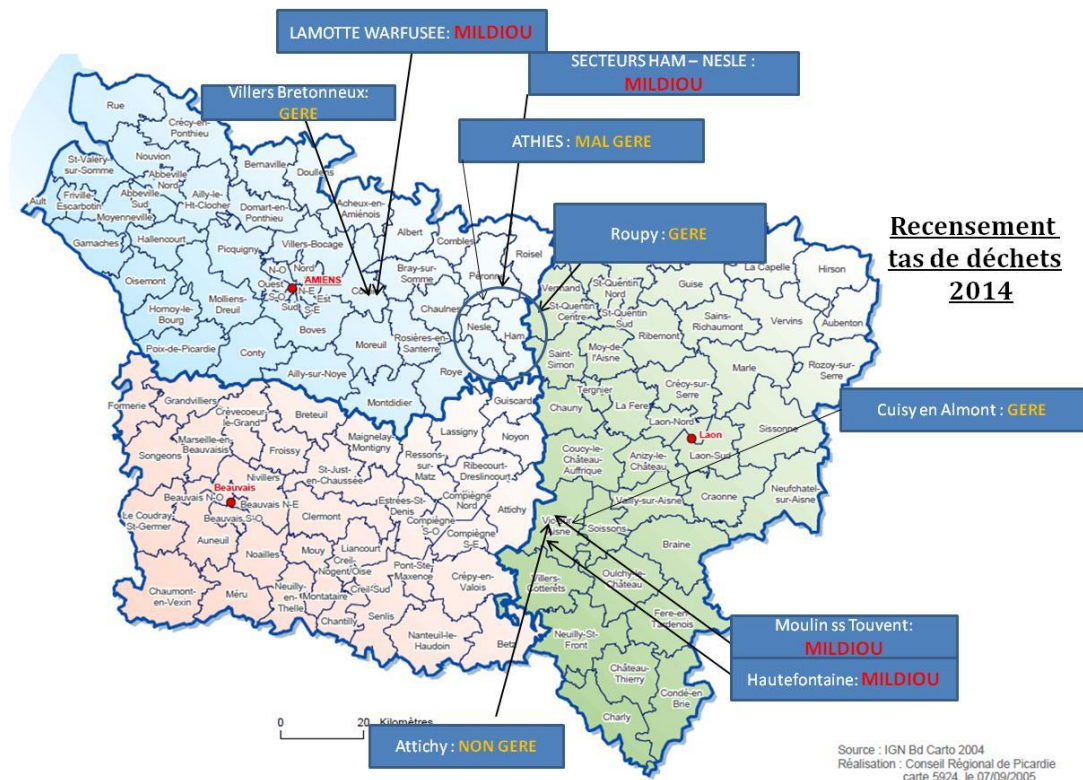 LAMOTTE WARFUSEE: MILDIOU
SECTEURS HAM – NESLE :
MILDIOU
Villers Bretonneux:
GERE
ATHIES : MAL GERE
Roupy : GERE
Recensement
tas de déchets
2014
Cuisy en Almont : GERE
Moulin ss Touvent:
MILDIOU
Hautefontaine: MILDIOU
Attichy : NON GERE
Rue
Crécy-en-
Ponthieu
Nouvion
St-Valery-
sur-Somme
Abbeville
Nord
Ailly-le-
Ht-Clocher
Bernaville
Doullens
Ault
Friville-
Escarbotin
Abbeville
Sud
Moyenneville
Domart-en-
Ponthieu
Acheux-en-
Amiénois
Albert
Combles
Roisel
Gamaches
Hallencourt
Picquigny
Villers-Bocage
Péronne
Oisemont
Molliens-
Dreuil
N-O
Nord
AMIENS
Ouest
N-E
S-O
Sud
Est
S-E
Bray-sur-
Somme
Chaulnes
Hornoy-le-
Bourg
Boves
Rosières-en-
Santerre
Nesle
Ham
Poix-de-Picardie
Conty
Moreuil
Ailly-sur-Noye
Roye
Montdidier
Vermand
St-Quentin
Nord
St-Quentin
Centre
St-Quentin
Sud
Guise
La Capelle
Hirson
Ribemont
Sains-
Richaumont
Vervins
Aubenton
Saint-
Simon
Moy-de-
l'Aisne
Marle
Rozoy-sur-
Serre
Tergnier
Chauny
La Fere
Crécy-sur-
Serre
Laon-Nord
Laon
Laon-Sud
Sissonne
Coucy-le-
Château-
Auffrique
Anizy-le-
Château
Craonne
Neufchatel-
sur-Aisne
Vailly-sur-Aisne
Soissons
Braine
Villers-
Cotterêts
Oulchy-le-
Château
Fere-en-
Tardenois
Neuilly-St-
Front
Château-
Thierry
Condé-en-
Brie
Charly
Formerie
Grandvilliers
Crèvecoeur-
le-Grand
Breteuil
Guiscard
Marseille-en-
Beauvaisis
Songeons
Froissy
Maignelay-
Montigny
Lassigny
Noyon
Ressons-
sur-
Matz
Ribecourt-
Dreslincourt
Nivillers
St-Just-en-
Chaussée
Beauvais
Beauvais N-O
Beauvais N-E
Beauvais S-O
Estrées-St-
Denis
Compiègne
Nord
Attichy
Compiègne
S-O
Compiègne
S-E
Le Coudray
St-Germer
Auneuil
Clermont
Noailles
Mouy
Liancourt
Creil-
Nogent/Oise
Pont-Ste-
Maxence
Crépy-en-
Valois
Chaumont-
en-Vexin
Méru
Neuilly-
en-
Thelle
Montataire
Creil-Sud
Chantilly
Senlis
Nanteuil-le-
Haudoin
Betz
0
20
Kilomètres
Source : IGN Bd Carto 2004
Réalisation : Conseil Régional de Picardie
carte 5924, le 07/09/2005